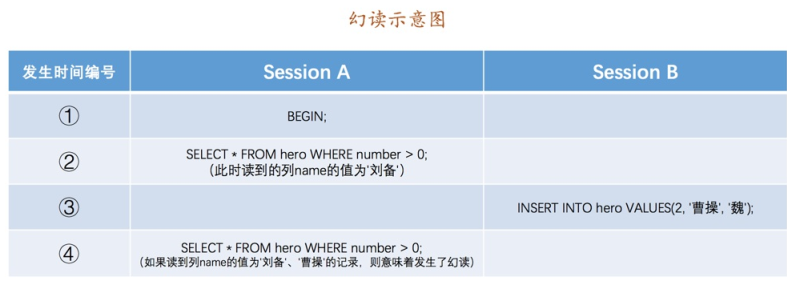 幻读示意图
发生时间编号 Session A Session B
① BEGIN;
② SELECT * FROM hero WHERE number > 0;
（此时读到的列name的值为'刘备'）
③ INSERT INTO hero VALUES(2, '曹操', '魏');
④ SELECT * FROM hero WHERE number > 0;
（如果读到列name的值为'刘备'、'曹操'的记录，则意味着发生了幻读）